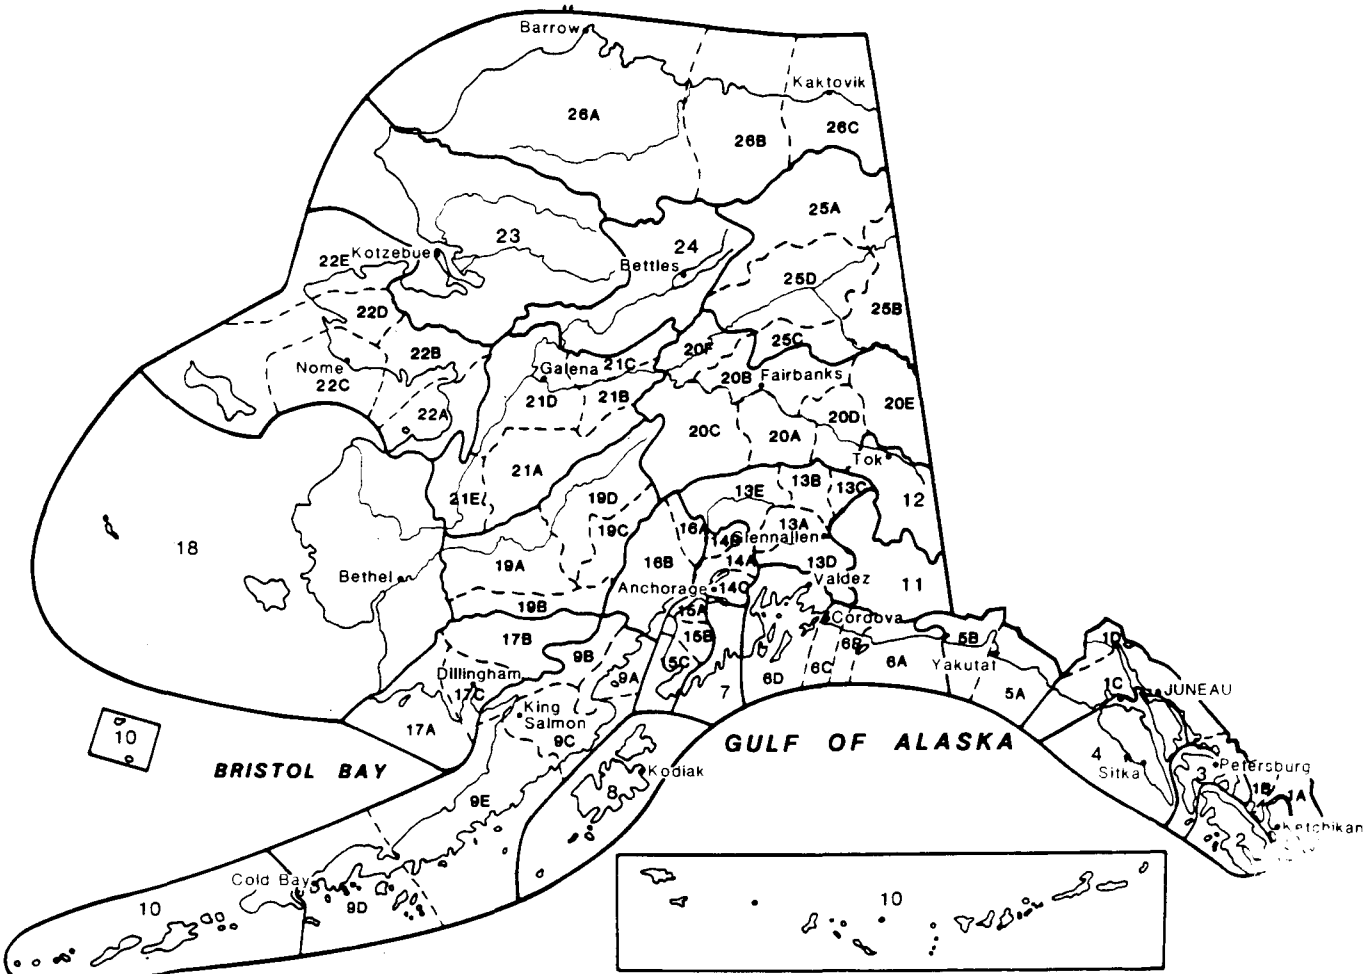 Barrow
Kaktovik
26A
26B
26C
25A
23
24
Kotzebue
22E
Bettles
25D
22D
25B
22B
25C
20F
Nome
22C
Galena
21C
20B
Fairbanks
21D
21B
20D
20E
22A
20C
20A
Tok
21A
13B
13C
21E
19D
13E
12
19C
16A
13A
18
14B
Glennallen
19A
16B
14A
13D
Bethel
Anchorage
14C
Valdez
11
19B
15A
Cordova
17B
15B
6B
5B
1D
9B
15C
6C
6A
Yakutat
Dillingham
17C
9A
7
6D
5A
1C
JUNEAU
King
Salmon
17A
9C
10
GULF OF ALASKA
4
BRISTOL BAY
Kodiak
Sitka
3
Petersburg
8
1B
1A
9E
Ketchikan
2
Cold Bay
10
9D
10